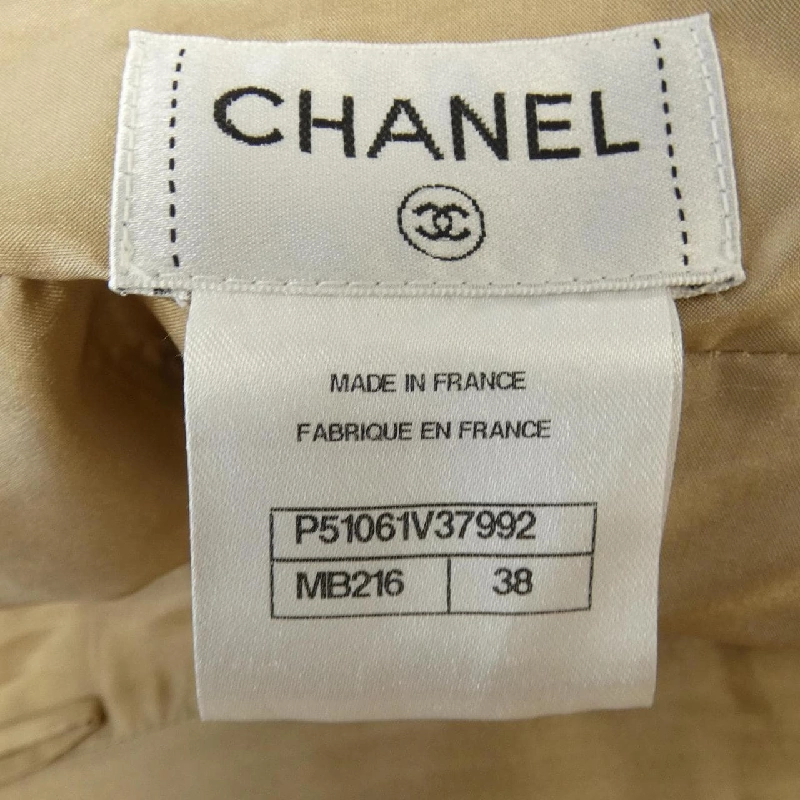 CHANEL
MADE IN FRANCE
FABRIQUE EN FRANCE
P51061V37992
MB216 38